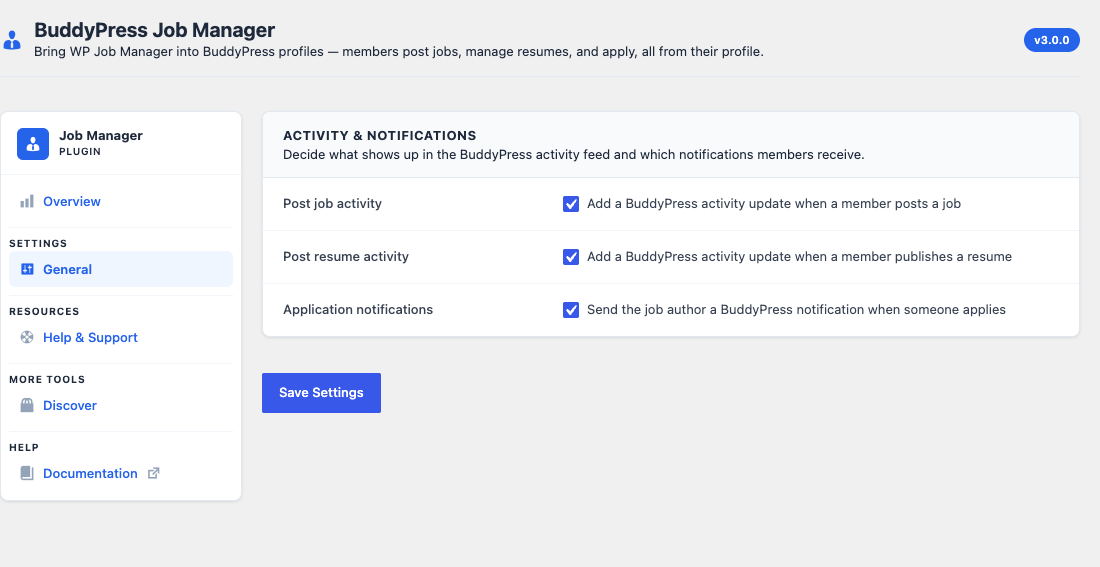 BuddyPress Job Manager
Bring WP Job Manager into BuddyPress profiles — members post jobs, manage resumes, and apply, all from their profile.
v3.0.0
Job Manager
PLUGIN
Overview
SETTINGS
General
RESOURCES
Help & Support
MORE TOOLS
Discover
HELP
Documentation
ACTIVITY & NOTIFICATIONS
Decide what shows up in the BuddyPress activity feed and which notifications members receive.
Post job activity
Add a BuddyPress activity update when a member posts a job
Post resume activity
Add a BuddyPress activity update when a member publishes a resume
Application notifications
Send the job author a BuddyPress notification when someone applies
Save Settings